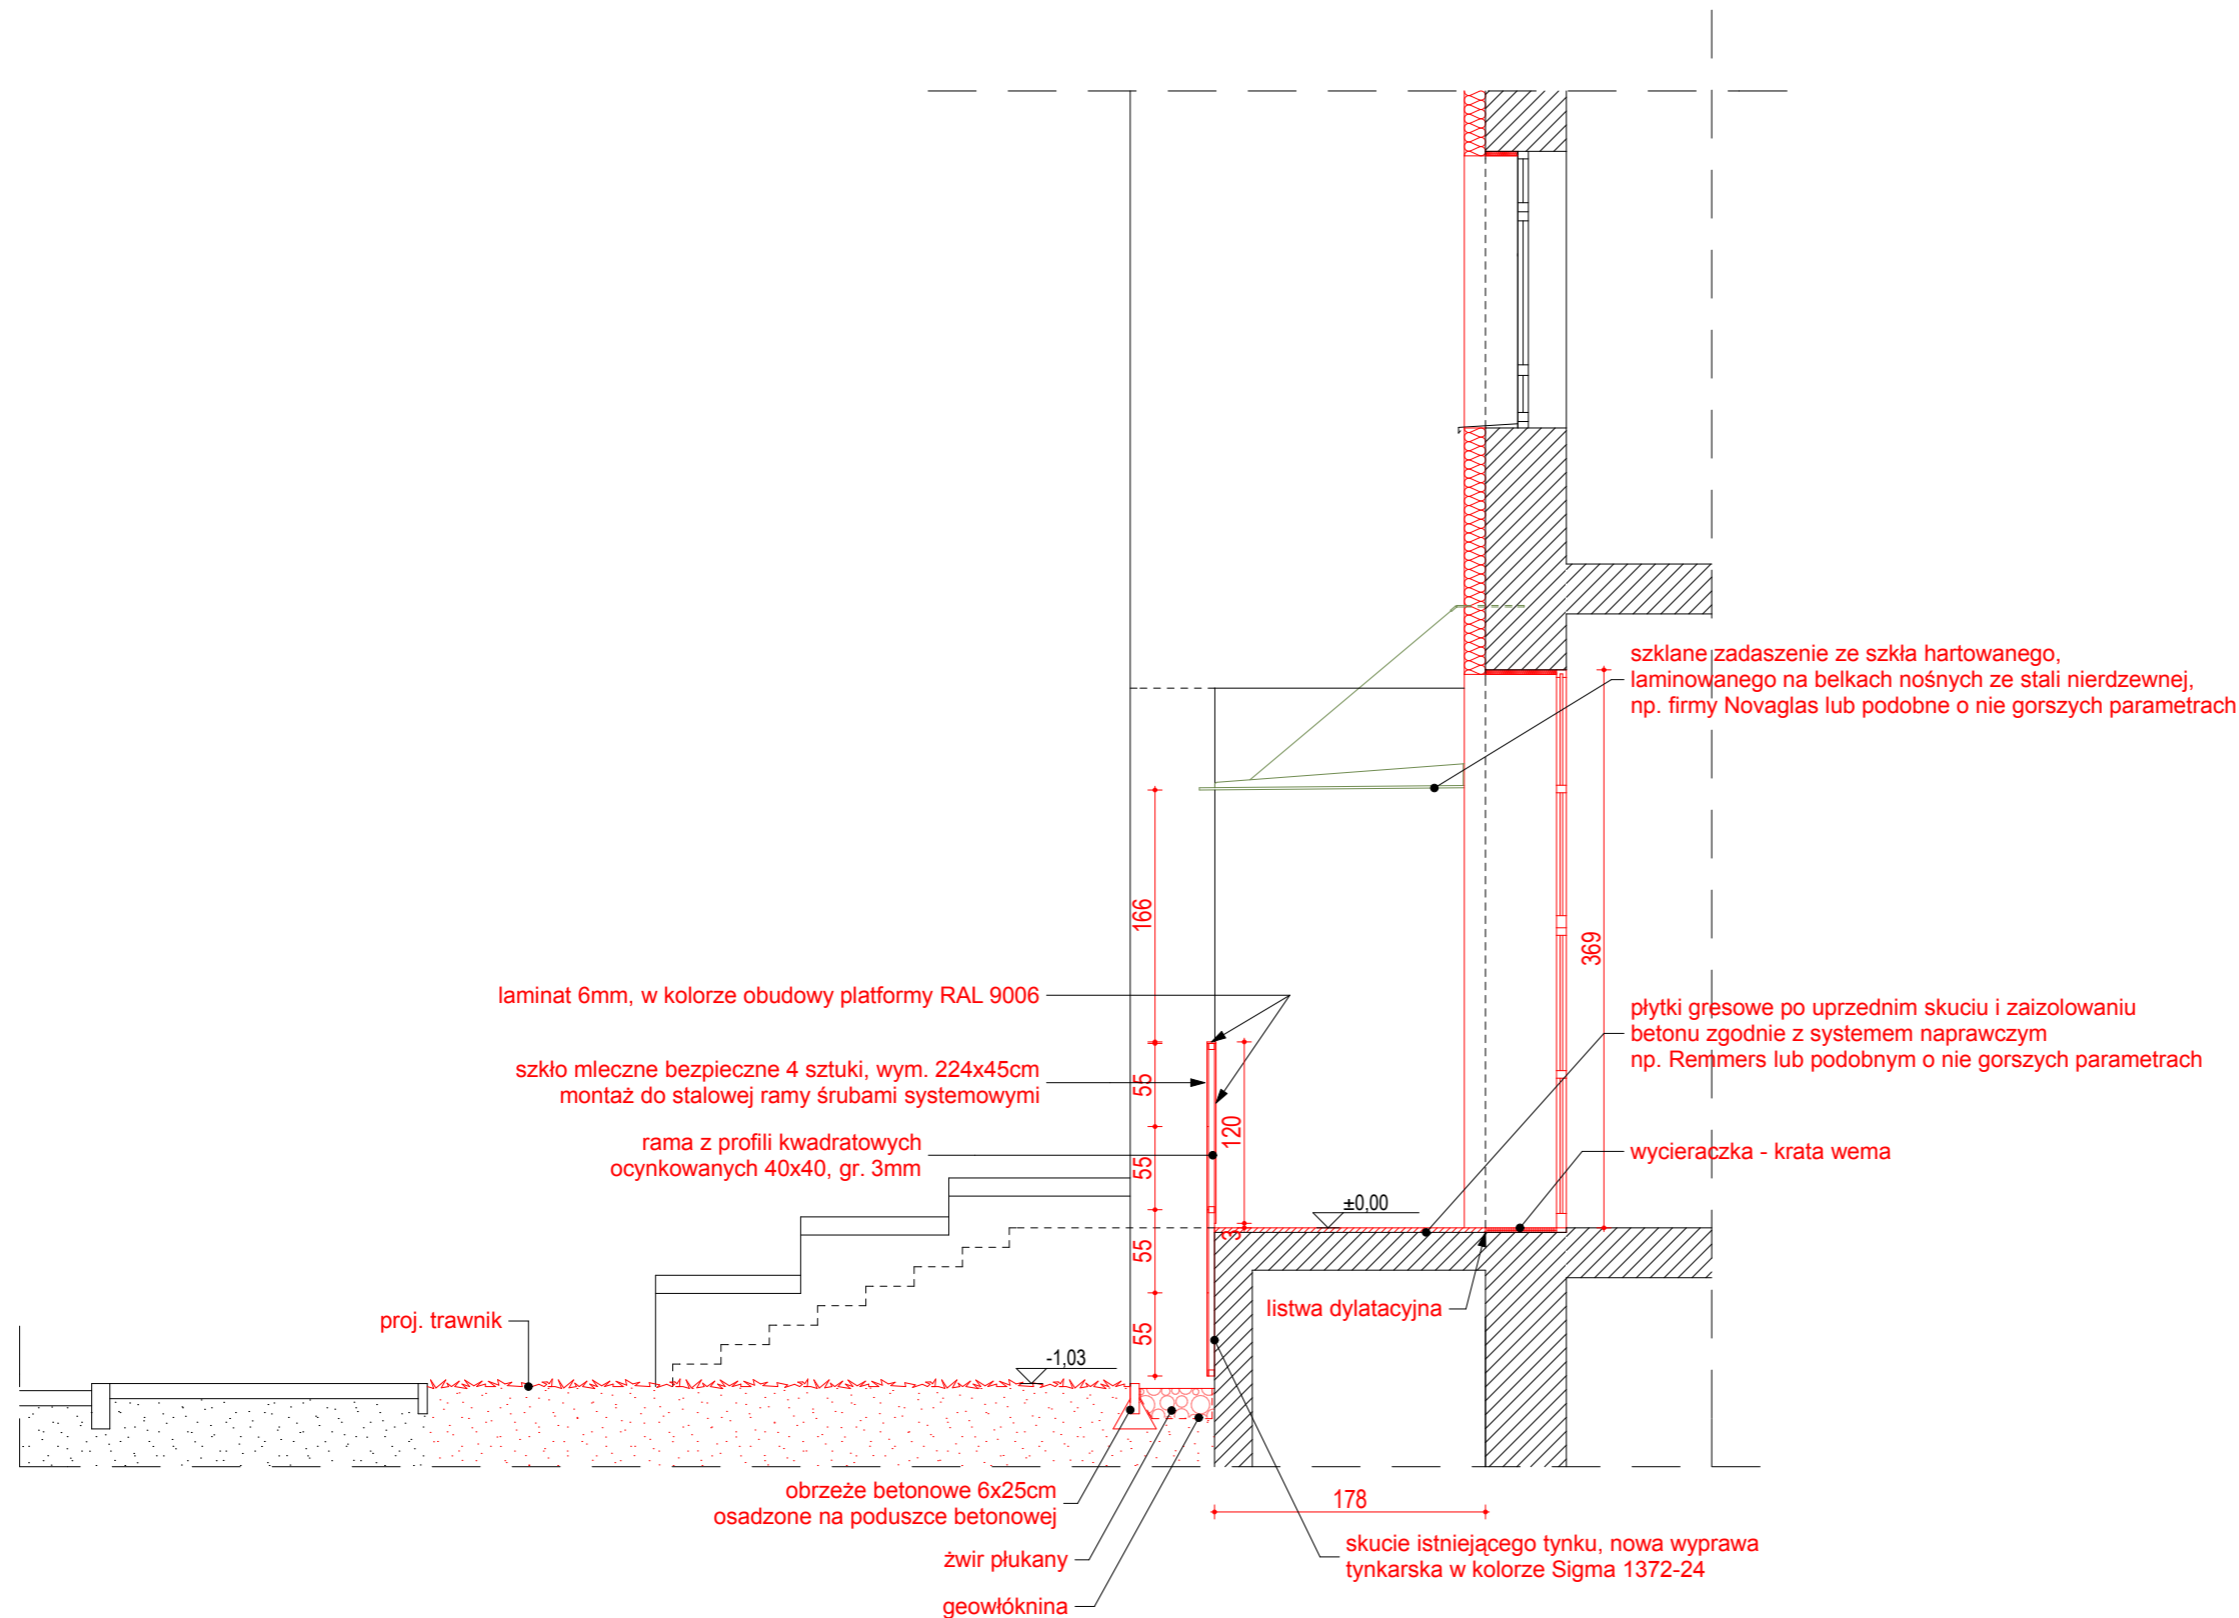 szklane zadaszenie ze szkła hartowanego,
laminowanego na belkach nośnych ze stali nierdzewnej,
np. firmy Novaglas lub podobne o nie gorszych parametrach
166
369
laminat 6mm, w kolorze obudowy platformy RAL 9006
płytki gresowe po uprzednim skuciu i zaizolowaniu
betonu zgodnie z systemem naprawczym
np. Remmers lub podobnym o nie gorszych parametrach
szkło mleczne bezpieczne 4 sztuki, wym. 224x45cm
montaż do stalowej ramy śrubami systemowymi
55
120
rama z profili kwadratowych
ocynkowanych 40x40, gr. 3mm
55
wycieraczka - krata wema
±0,00
3
55
listwa dylatacyjna
proj. trawnik
55
-1,03
obrzeże betonowe 6x25cm
osadzone na poduszce betonowej
178
żwir płukany
skucie istniejącego tynku, nowa wyprawa
tynkarska w kolorze Sigma 1372-24
geowłóknina